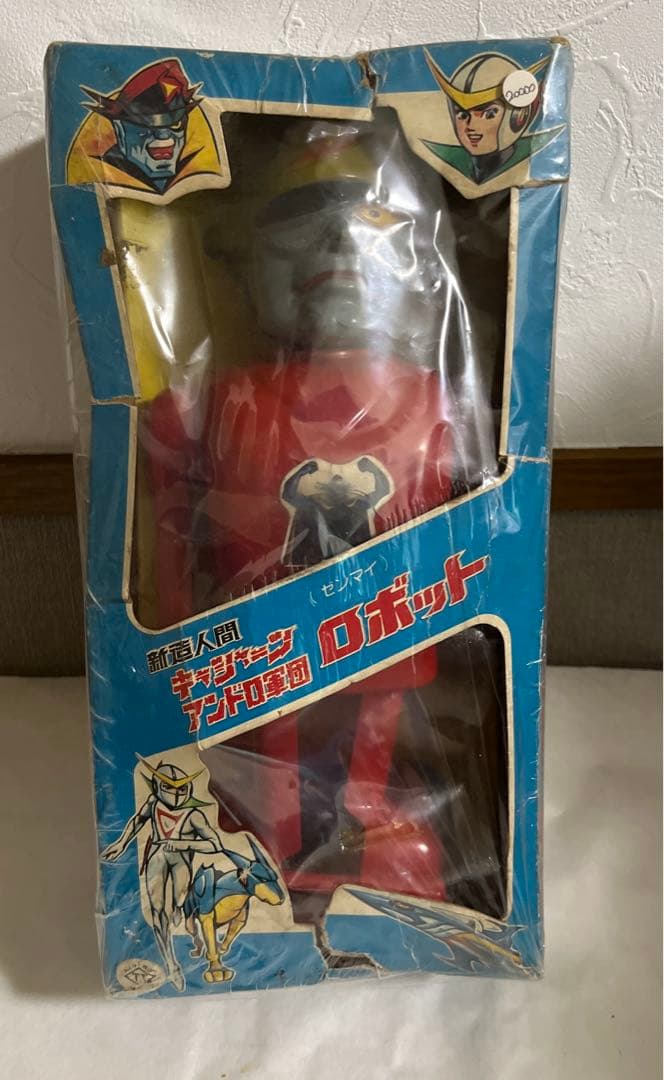 20000
(ゼンマイ)
新造人間
キャシャーン
アンドロ軍団
ロボット